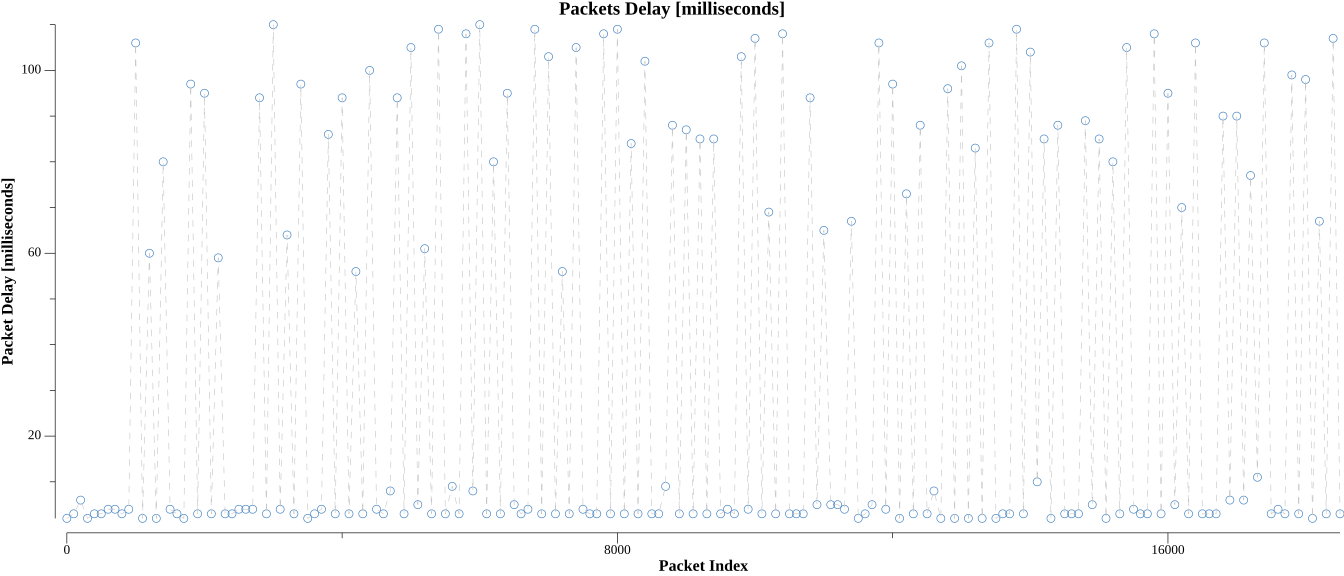 Packets Delay [milliseconds]
100
60
20
Packet Delay [milliseconds]
0
8000
16000
Packet Index